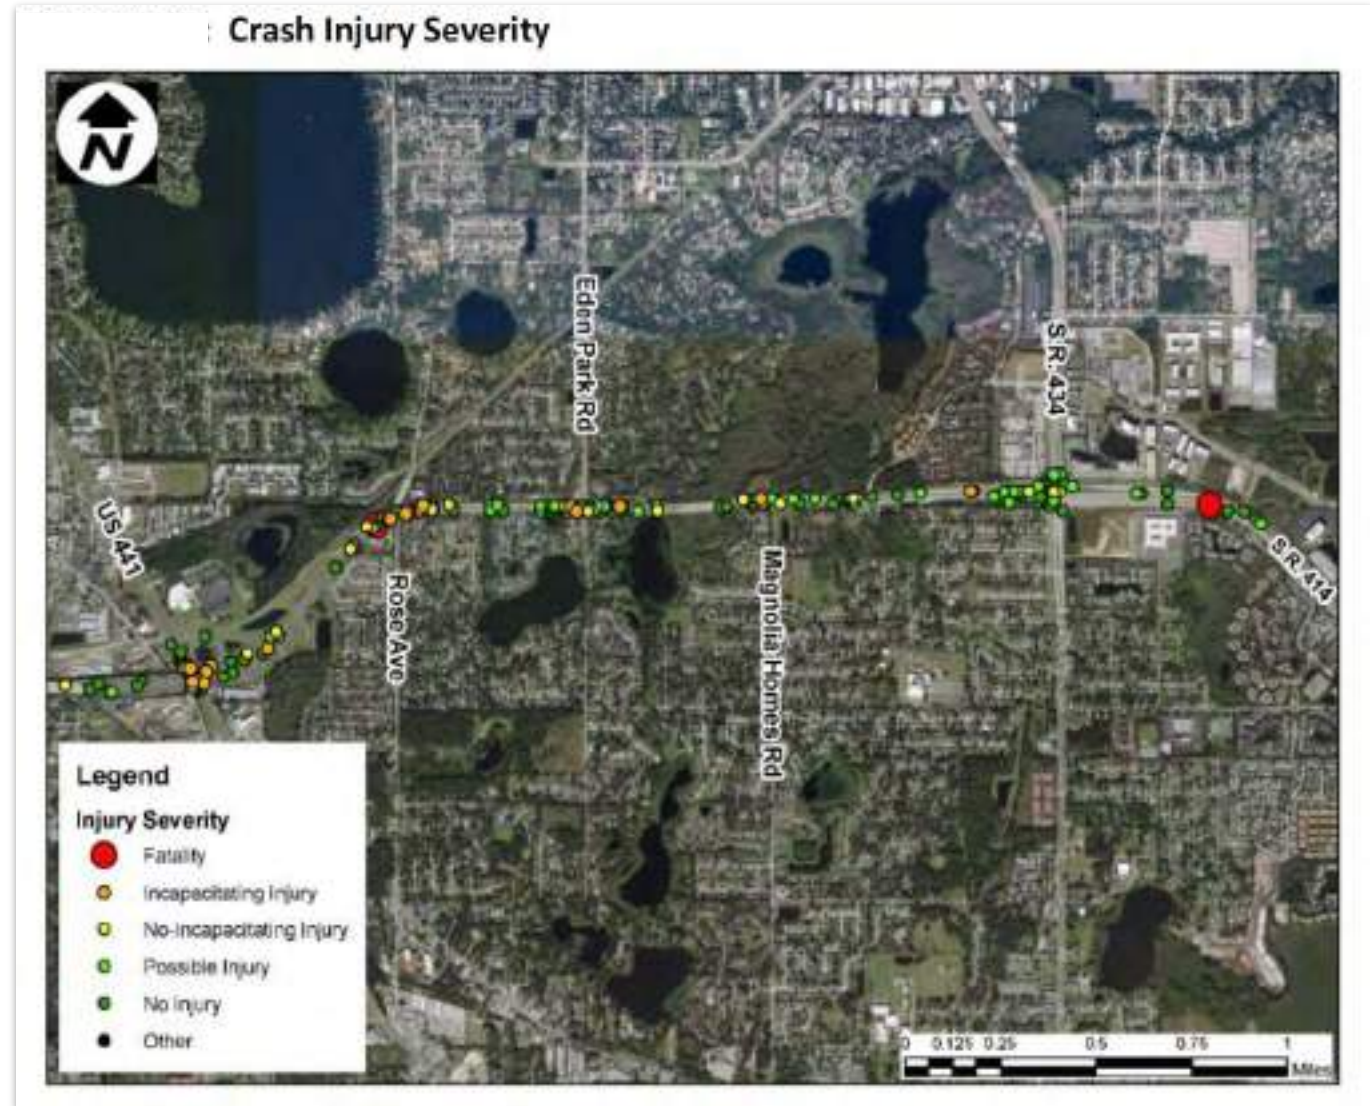 : Crash Injury Severity
N
Eden Park Rd
S.R. 434
US 441
S.R. 414
Rose Ave
Magnolia Homes Rd
Legend
Injury Severity
Fatality
Incapacitating Injury
No-Incapacitating Injury
Possible Injury
No Injury
Other
0 0.125 0.25 0.5 0.75 1
Miles